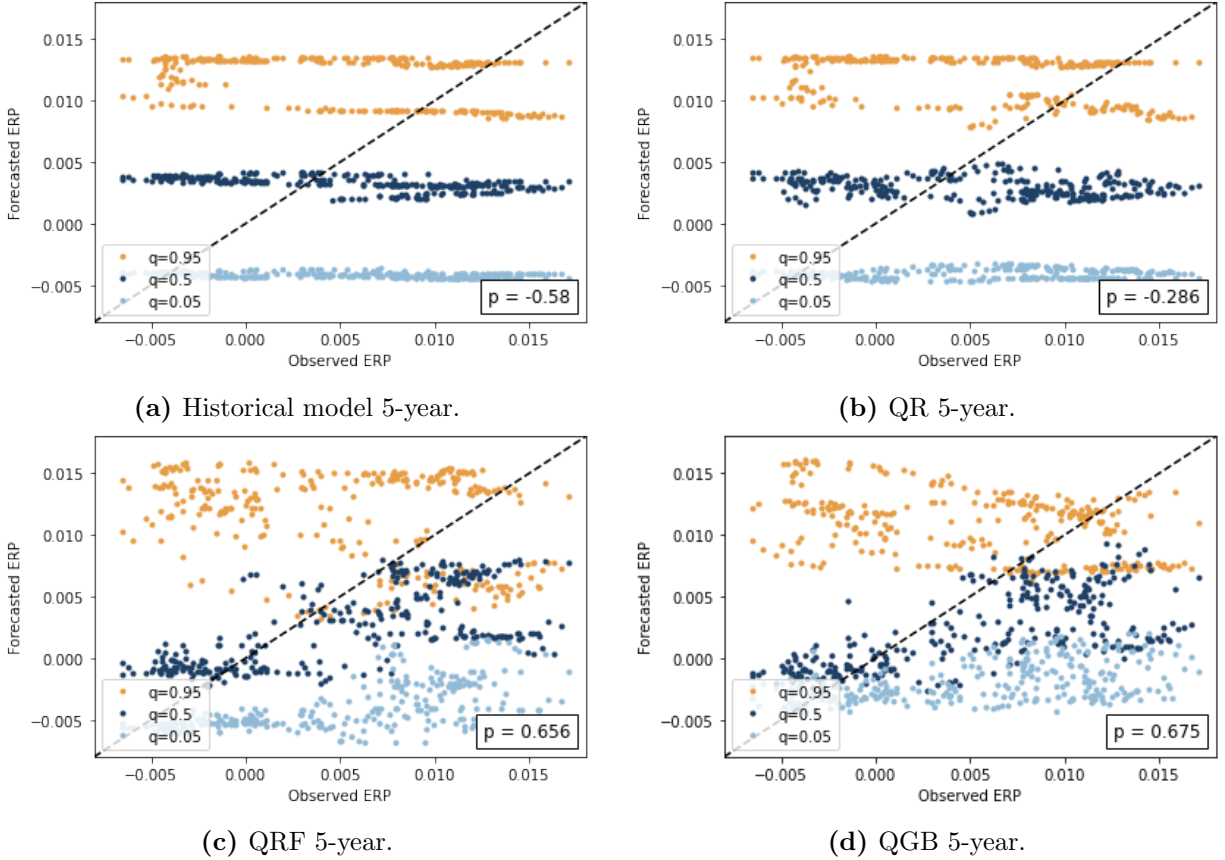 0.015
0.010
0.005
0.000
−0.005
Forecasted ERP
q=0.95
q=0.5
q=0.05
p = -0.58
−0.005 0.000 0.005 0.010 0.015
Observed ERP
(a) Historical model 5-year.
0.015
0.010
0.005
0.000
−0.005
Forecasted ERP
q=0.95
q=0.5
q=0.05
p = -0.286
−0.005 0.000 0.005 0.010 0.015
Observed ERP
(b) QR 5-year.
0.015
0.010
0.005
0.000
−0.005
Forecasted ERP
q=0.95
q=0.5
q=0.05
p = 0.656
−0.005 0.000 0.005 0.010 0.015
Observed ERP
(c) QRF 5-year.
0.015
0.010
0.005
0.000
−0.005
Forecasted ERP
q=0.95
q=0.5
q=0.05
p = 0.675
−0.005 0.000 0.005 0.010 0.015
Observed ERP
(d) QGB 5-year.